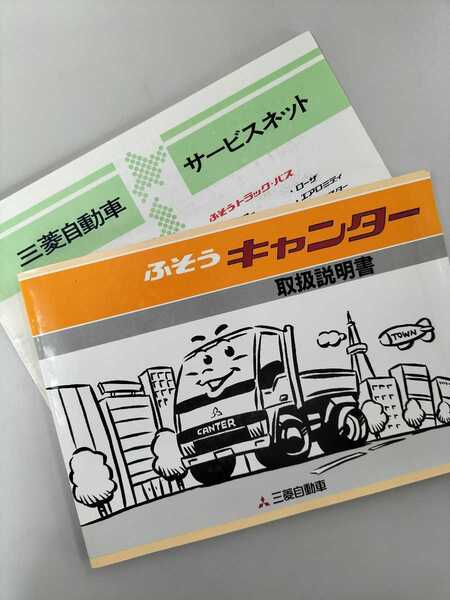 三菱自動車
サービスネット
ふそうトラック・バス
ローザ
エアロミディ
ふそう キャンター
取扱説明書
TOWN
CANTER
三菱自動車